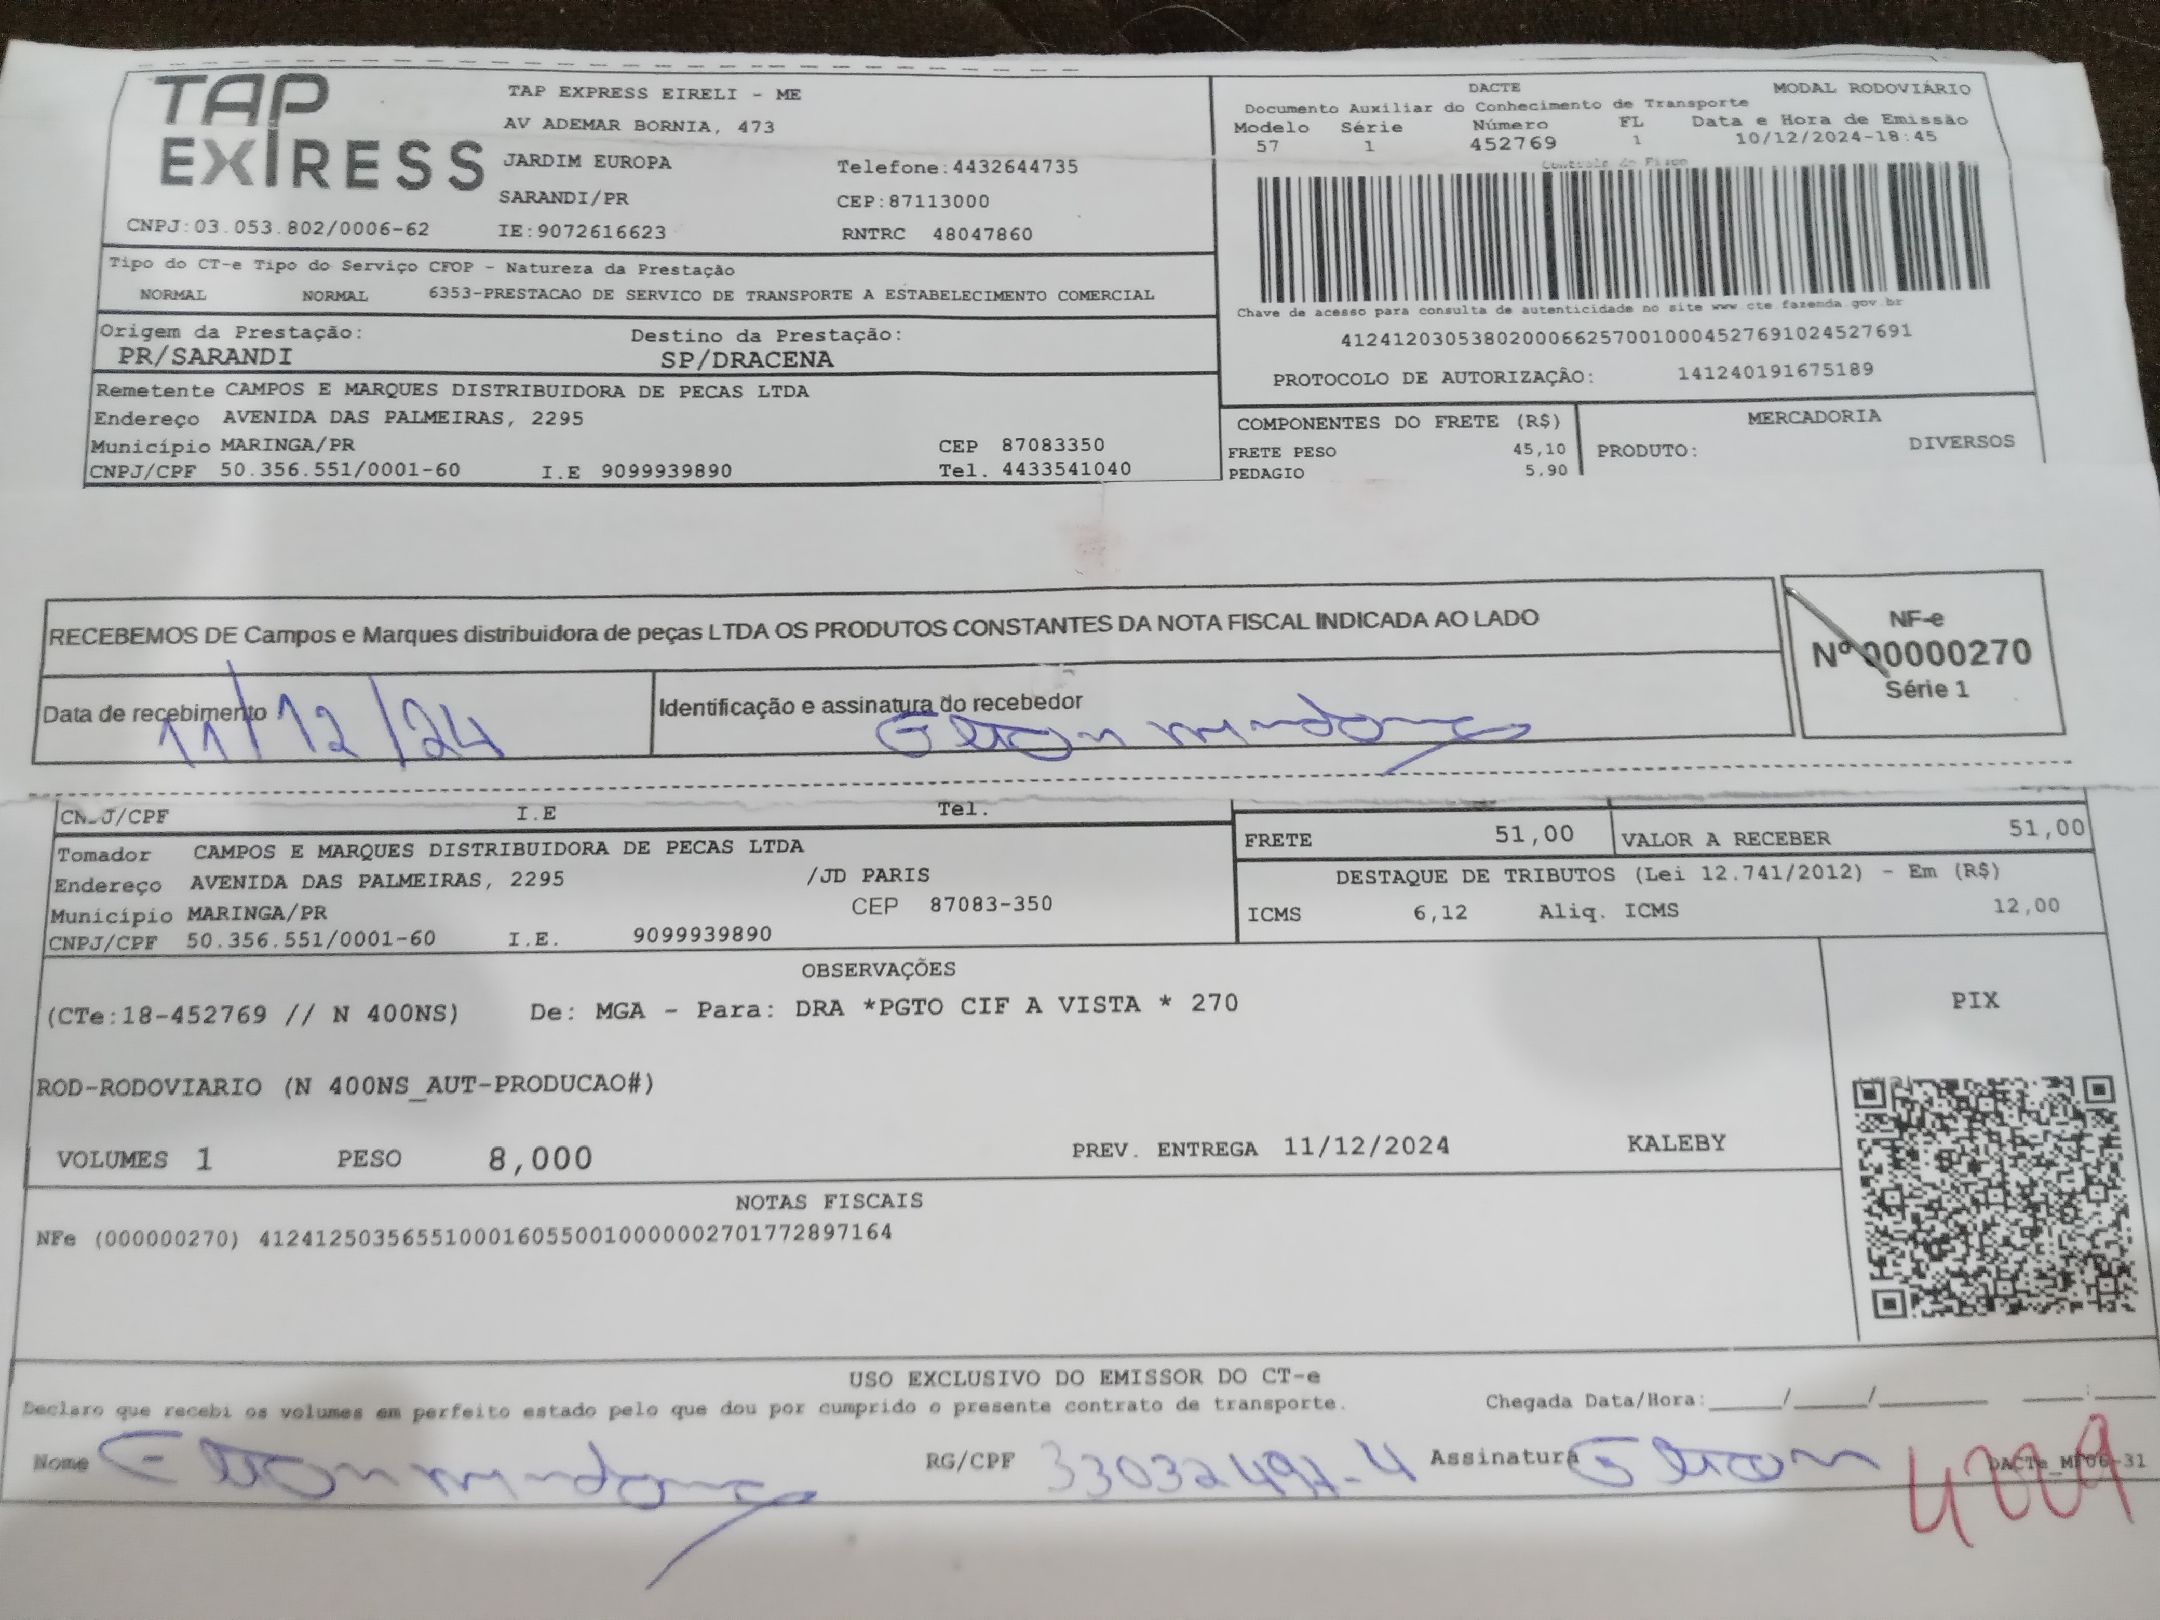 TAP EXPRESS
TAP EXPRESS EIRELI - ME
AV ADEMAR BORNIA, 473
JARDIM EUROPA Telefone:4432644735
SARANDI/PR CEP:87113000
CNPJ:03.053.802/0006-62 IE:9072616623 RNTRC 48047860
DACTE MODAL RODOVIÁRIO
Documento Auxiliar do Conhecimento de Transporte
Modelo Série Número FL Data e Hora de Emissão
57 1 452769 1 10/12/2024-18:45
Controle do Fisco
Chave de acesso para consulta de autenticidade no site www.cte.fazenda.gov.br
41241203053802000662570010004527691024527691
PROTOCOLO DE AUTORIZAÇÃO: 141240191675189
Tipo do CT-e Tipo do Serviço CFOP - Natureza da Prestação
NORMAL NORMAL 6353-PRESTACAO DE SERVICO DE TRANSPORTE A ESTABELECIMENTO COMERCIAL
Origem da Prestação: Destino da Prestação:
PR/SARANDI SP/DRACENA
Remetente CAMPOS E MARQUES DISTRIBUIDORA DE PECAS LTDA
Endereço AVENIDA DAS PALMEIRAS, 2295
Município MARINGA/PR CEP 87083350
CNPJ/CPF 50.356.551/0001-60 I.E 9099939890 Tel. 4433541040
COMPONENTES DO FRETE (R$)
FRETE PESO 45,10
PEDAGIO 5,90
MERCADORIA
PRODUTO: DIVERSOS
RECEBEMOS DE Campos e Marques distribuidora de peças LTDA OS PRODUTOS CONSTANTES DA NOTA FISCAL INDICADA AO LADO
NF-e
Nº 00000270
Série 1
Data de recebimento 11/12/24
Identificação e assinatura do recebedor
CNPJ/CPF I.E Tel.
Tomador CAMPOS E MARQUES DISTRIBUIDORA DE PECAS LTDA
Endereço AVENIDA DAS PALMEIRAS, 2295 /JD PARIS
Município MARINGA/PR CEP 87083-350
CNPJ/CPF 50.356.551/0001-60 I.E. 9099939890
FRETE 51,00 VALOR A RECEBER 51,00
DESTAQUE DE TRIBUTOS (Lei 12.741/2012) - Em (R$)
ICMS 6,12 Aliq. ICMS 12,00
OBSERVAÇÕES
(CTe:18-452769 // N 400NS) De: MGA - Para: DRA *PGTO CIF A VISTA * 270
PIX
ROD-RODOVIARIO (N 400NS_AUT-PRODUCAO#)
VOLUMES 1 PESO 8,000 PREV. ENTREGA 11/12/2024 KALEBY
NOTAS FISCAIS
NFe (000000270) 41241250356551000160550010000002701772897164
USO EXCLUSIVO DO EMISSOR DO CT-e
Declaro que recebi os volumes em perfeito estado pelo que dou por cumprido o presente contrato de transporte. Chegada Data/Hora:____/____/______ ___:___
Nome RG/CPF Assinatura